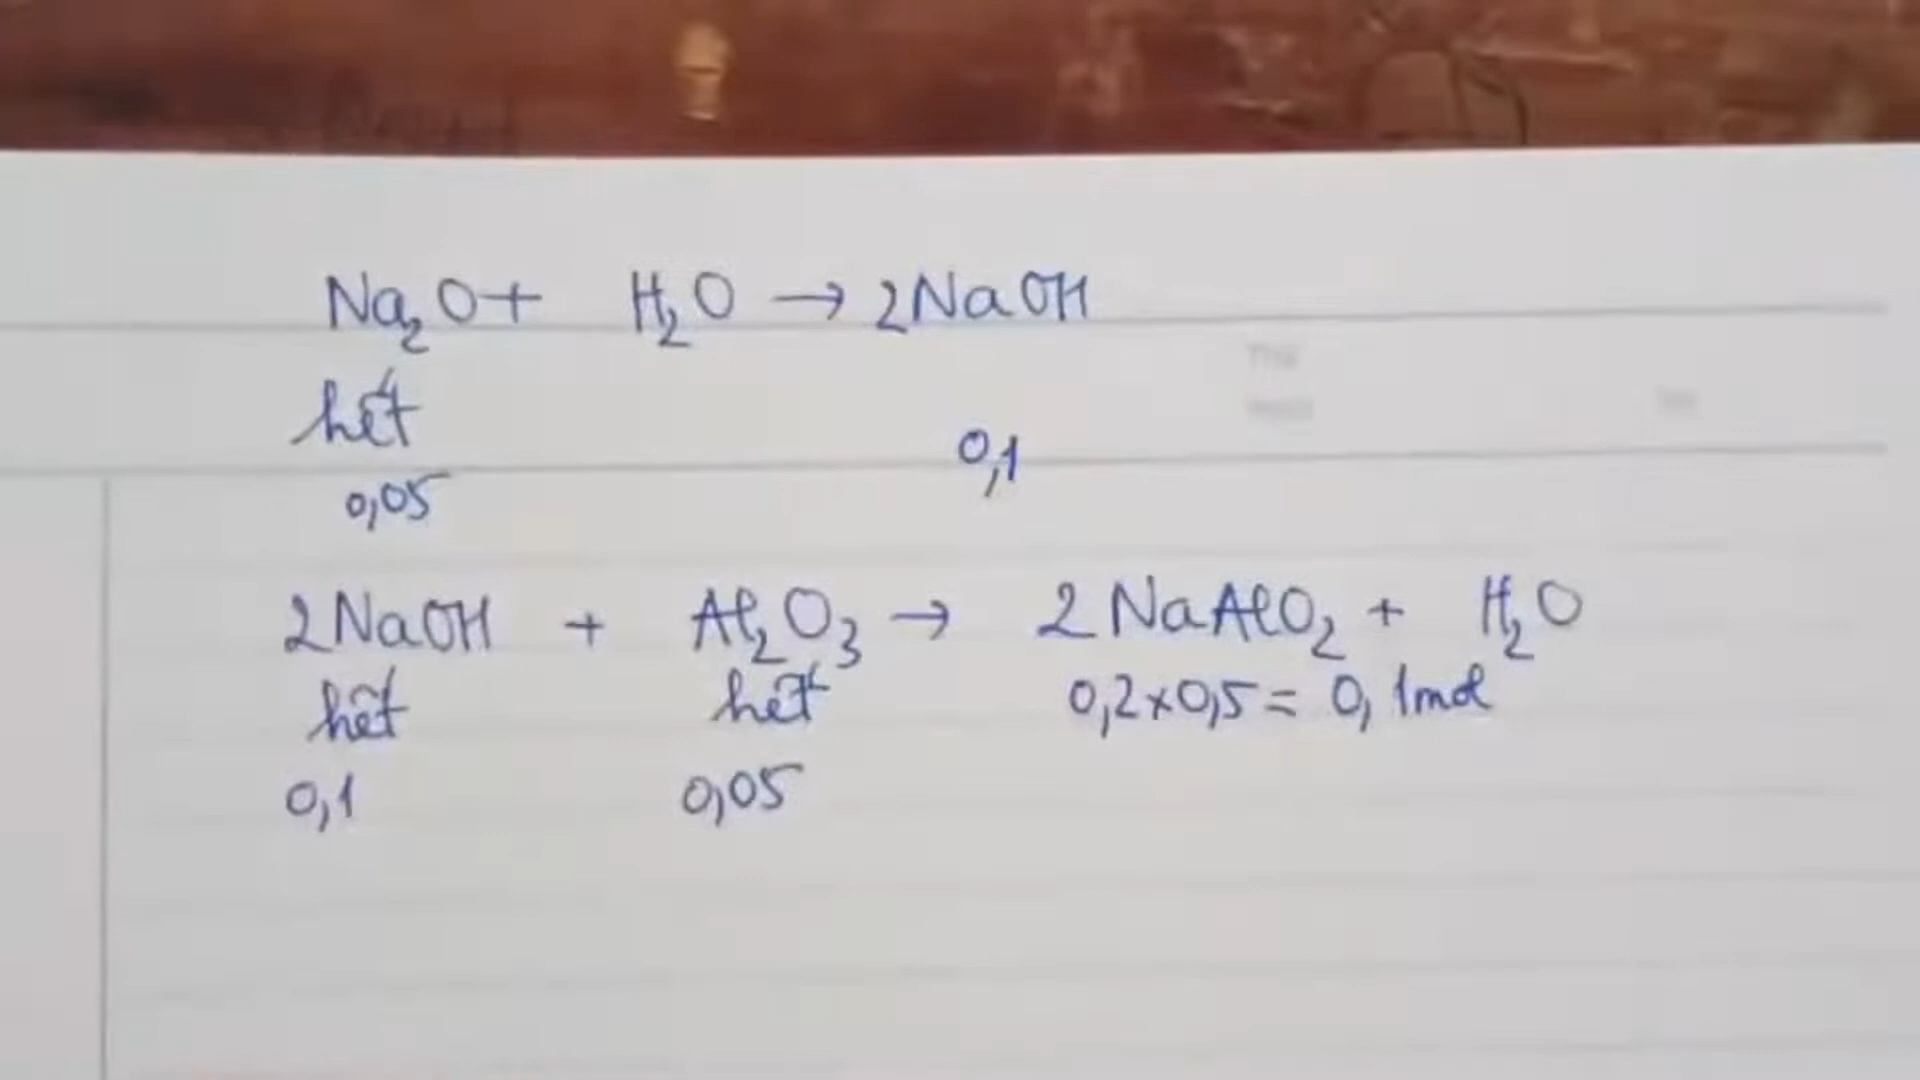 Na₂O + H₂O → 2NaOH
hết
0,1
0,05
2NaOH + Al₂O₃ → 2NaAlO₂ + H₂O
hết hết 0,2×0,5 = 0,1mol
0,1 0,05